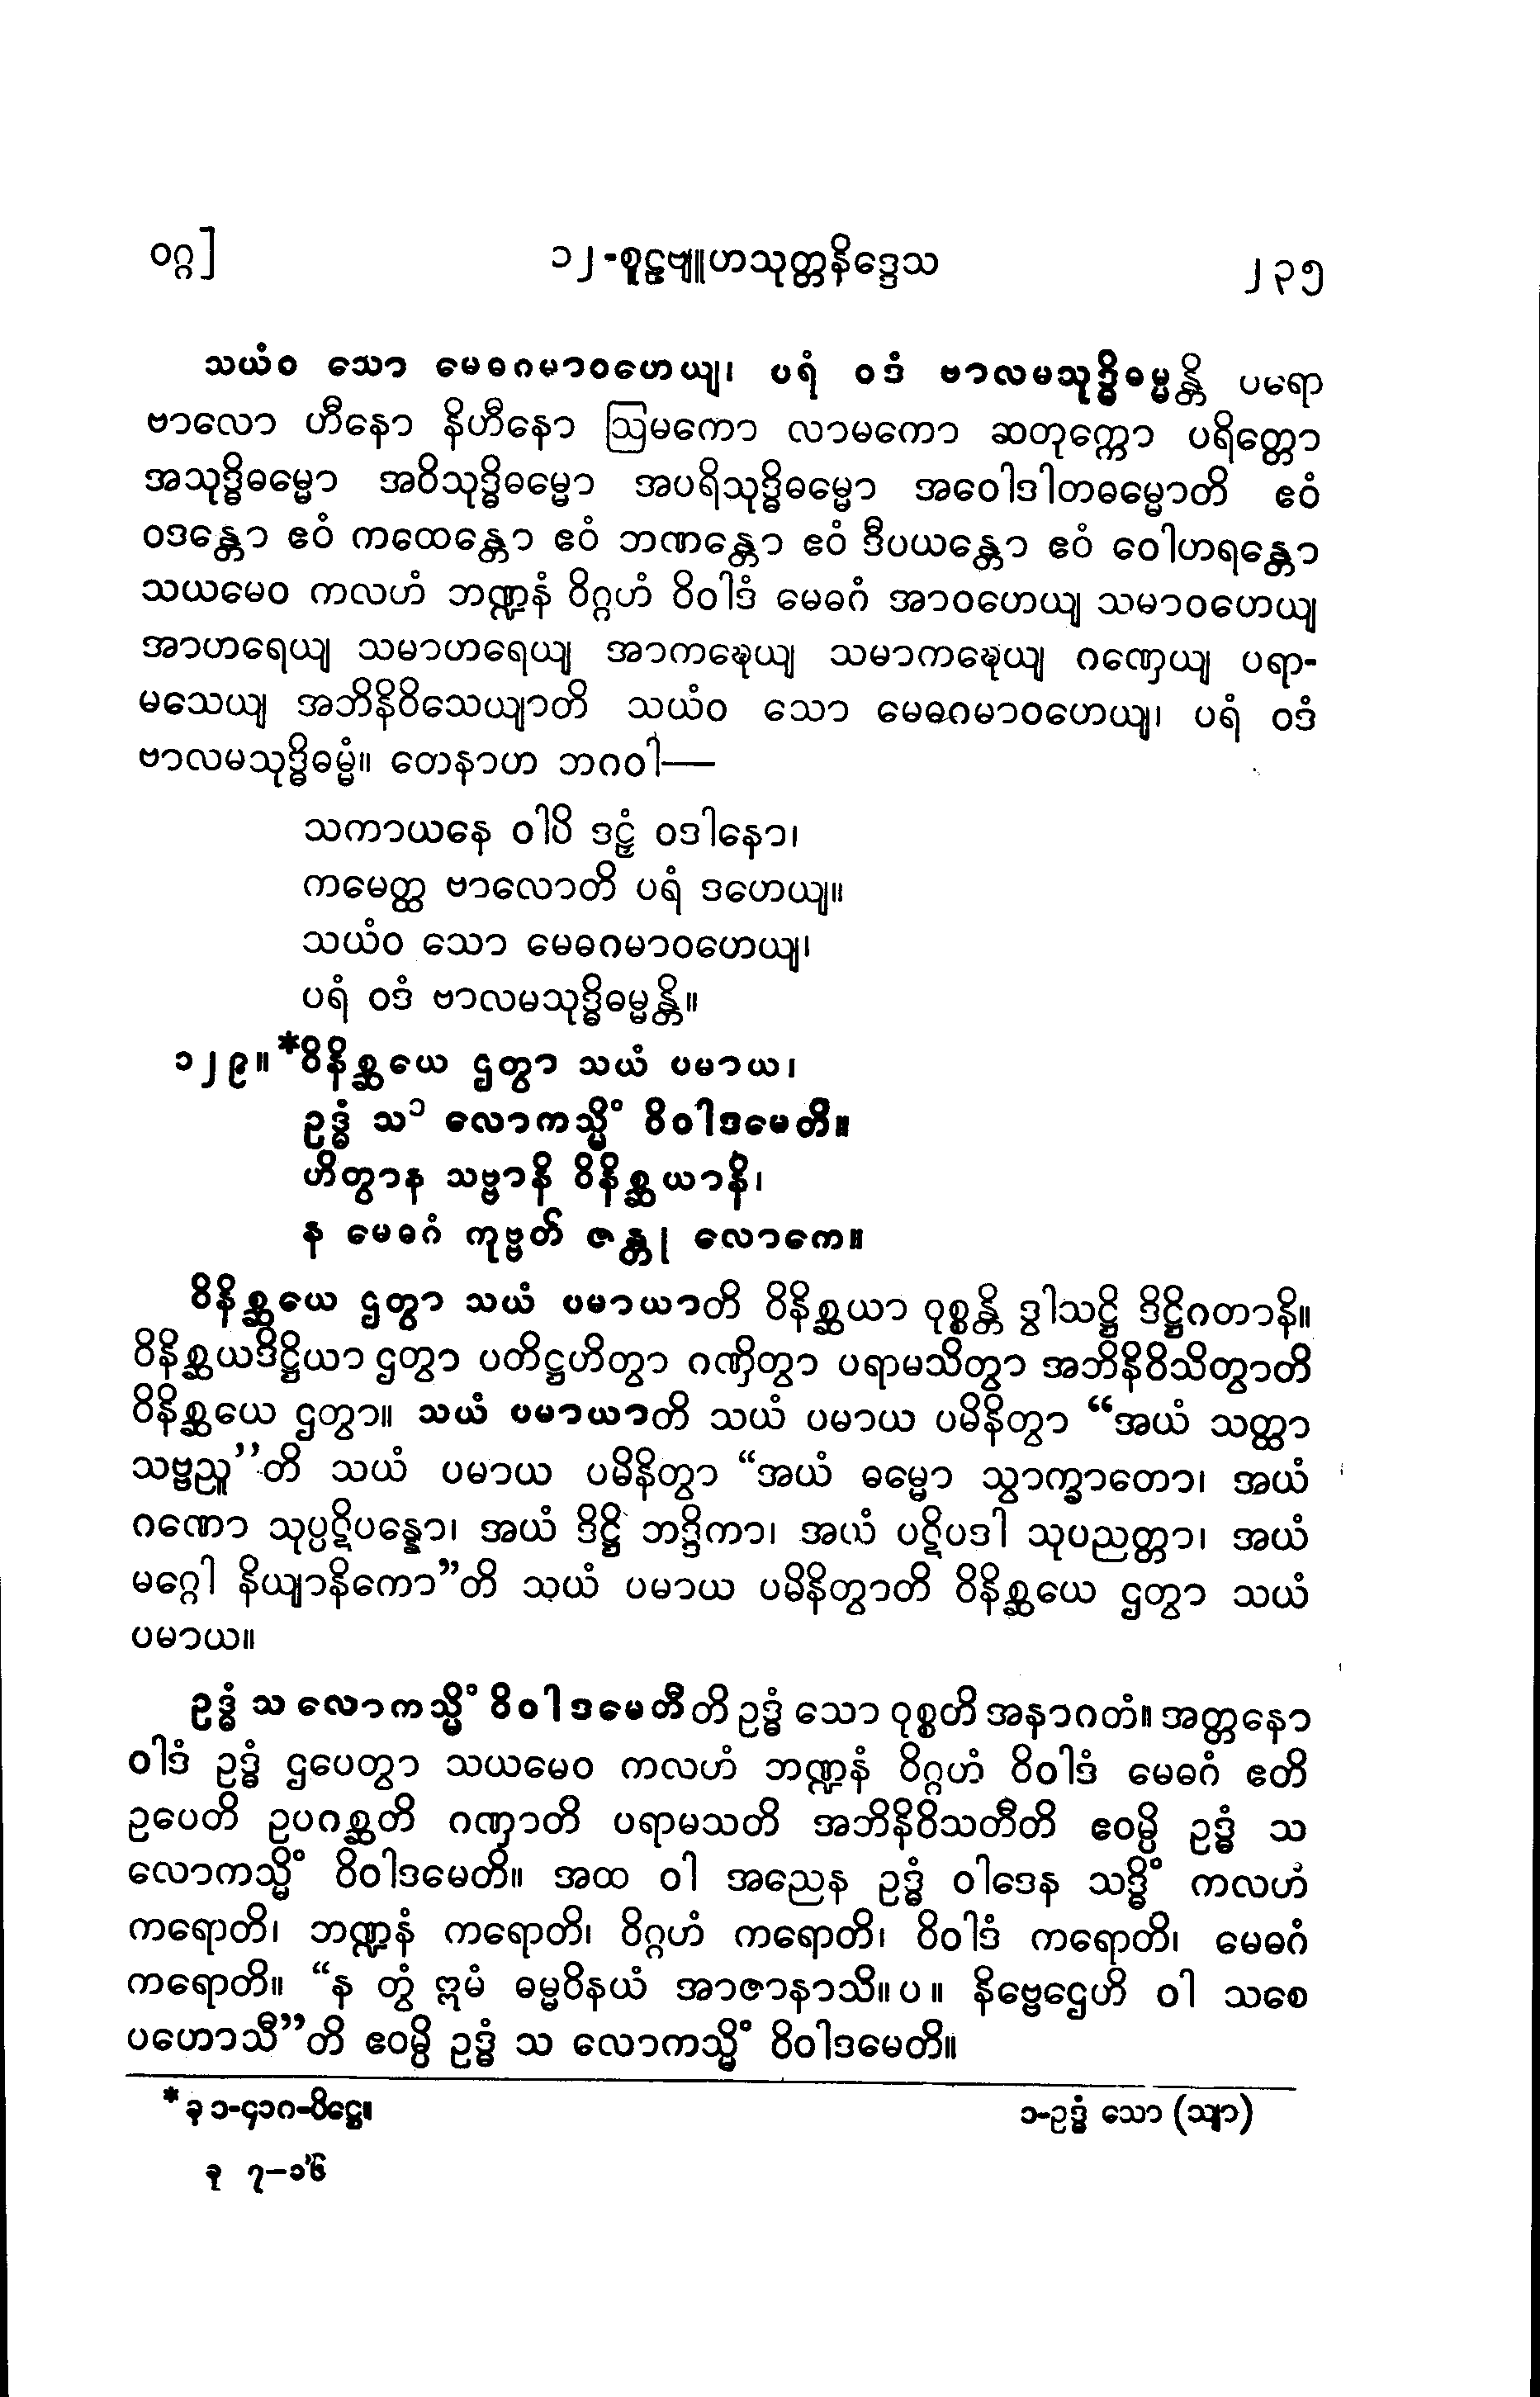 ဝဂ္ဂ] ၁၂-စူဠဗျူဟသုတ္တနိဒ္ဒေသ ၂၃၅
သယံဝ သော မေဓဂမာဝဟေယျ၊ ပရံ ဝဒံ ဗာလမသုဒ္ဓိဓမ္မန္တိ ပရော
ဗာလော ဟီနော နိဟီနော ဩမကော လာမကော ဆတုက္ကော ပရိတ္တော
အသုဒ္ဓိဓမ္မော အဝိသုဒ္ဓိဓမ္မော အပရိသုဒ္ဓိဓမ္မော အဝေါဒါတဓမ္မောတိ ဧဝံ
ဝဒန္တော ဧဝံ ကထေန္တော ဧဝံ ဘဏန္တော ဧဝံ ဒီပယန္တော ဧဝံ ဝေါဟရန္တော
သယမေဝ ကလဟံ ဘဏ္ဍနံ ဝိဂ္ဂဟံ ဝိဝါဒံ မေဓဂံ အာဝဟေယျ သမာဝဟေယျ
အာဟရေယျ သမာဟရေယျ အာကဍ္ဎေယျ သမာကဍ္ဎေယျ ဂဏှေယျ ပရာ-
မသေယျ အဘိနိဝိသေယျာတိ သယံဝ သော မေဓဂမာဝဟေယျ၊ ပရံ ဝဒံ
ဗာလမသုဒ္ဓိဓမ္မံ။ တေနာဟ ဘဂဝါ—
သကာယနေ ဝါပိ ဒဠှံ ဝဒါနော၊
ကမေတ္ထ ဗာလောတိ ပရံ ဒဟေယျ။
သယံဝ သော မေဓဂမာဝဟေယျ၊
ပရံ ဝဒံ ဗာလမသုဒ္ဓိဓမ္မန္တိ။
၁၂၉။ *ဝိနိစ္ဆယေ ဌတွာ သယံ ပမာယ၊
ဥဒ္ဓံ သ၁ လောကသ္မိံ ဝိဝါဒမေတိ။
ဟိတွာန သဗ္ဗာနိ ဝိနိစ္ဆယာနိ၊
န မေဓဂံ ကုဗ္ဗတိ ဇန္တု လောကေ။
ဝိနိစ္ဆယေ ဌတွာ သယံ ပမာယာတိ ဝိနိစ္ဆယာ ဝုစ္စန္တိ ဒွါသဋ္ဌိ ဒိဋ္ဌိဂတာနိ။
ဝိနိစ္ဆယဒိဋ္ဌိယာ ဌတွာ ပတိဋ္ဌဟိတွာ ဂဏှိတွာ ပရာမသိတွာ အဘိနိဝိသိတွာတိ
ဝိနိစ္ဆယေ ဌတွာ။ သယံ ပမာယာတိ သယံ ပမာယ ပမိနိတွာ “အယံ သတ္ထာ
သဗ္ဗညူ”တိ သယံ ပမာယ ပမိနိတွာ “အယံ ဓမ္မော သွာက္ခာတော၊ အယံ
ဂဏော သုပ္ပဋိပန္နော၊ အယံ ဒိဋ္ဌိ ဘဒ္ဒိကာ၊ အယံ ပဋိပဒါ သုပညတ္တာ၊ အယံ
မဂ္ဂေါ နိယျာနိကော”တိ သယံ ပမာယ ပမိနိတွာတိ ဝိနိစ္ဆယေ ဌတွာ သယံ
ပမာယ။
ဥဒ္ဓံ သ လောကသ္မိံ ဝိဝါဒမေတီတိ ဥဒ္ဓံ သော ဝုစ္စတိ အနာဂတံ။ အတ္တနော
ဝါဒံ ဥဒ္ဓံ ဌပေတွာ သယမေဝ ကလဟံ ဘဏ္ဍနံ ဝိဂ္ဂဟံ ဝိဝါဒံ မေဓဂံ ဧတိ
ဥပေတိ ဥပဂစ္ဆတိ ဂဏှာတိ ပရာမသတိ အဘိနိဝိသတီတိ ဧဝမ္ပိ ဥဒ္ဓံ သ
လောကသ္မိံ ဝိဝါဒမေတိ။ အထ ဝါ အညေန ဥဒ္ဓံ ဝါဒေန သဒ္ဓိံ ကလဟံ
ကရောတိ၊ ဘဏ္ဍနံ ကရောတိ၊ ဝိဂ္ဂဟံ ကရောတိ၊ ဝိဝါဒံ ကရောတိ၊ မေဓဂံ
ကရောတိ။ “န တွံ ဣမံ ဓမ္မဝိနယံ အာဇာနာသိ။ ပ ။ နိဗ္ဗေဌေဟိ ဝါ သစေ
ပဟောသီ”တိ ဧဝမ္ပိ ဥဒ္ဓံ သ လောကသ္မိံ ဝိဝါဒမေတိ။
* ခု ၁-၄၁၈-ပိဋ္ဌေ။ ၁-ဥဒ္ဓံ သော (သျာ)
ခု ၇-၁၆